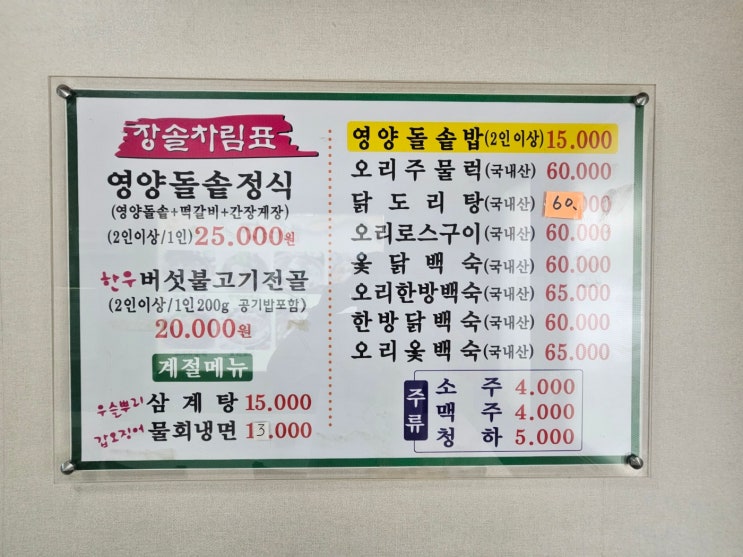 장솔차림표
영양돌솥정식
(영양돌솥+떡갈비+간장게장)
(2인이상/1인) 25.000원
한우버섯불고기전골
(2인이상/1인200g 공기밥포함)
20.000원
계절메뉴
우슬뿌리 삼계탕 15.000
갑오징어 물회냉면 13.000
영양돌솥밥(2인이상) 15.000
오리주물럭(국내산) 60.000
닭도리탕(국내산) 60.000
오리로스구이(국내산) 60.000
옻닭백숙(국내산) 60.000
오리한방백숙(국내산) 65.000
한방닭백숙(국내산) 60.000
오리옻백숙(국내산) 65.000
주류
소주 4.000
맥주 4.000
청하 5.000